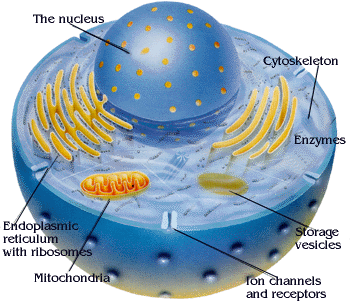 The nucleus
Cytoskeleton
Enzymes
Endoplasmic
reticulum
with ribosomes
Storage
vesicles
Mitochondria
Ion channels
and receptors